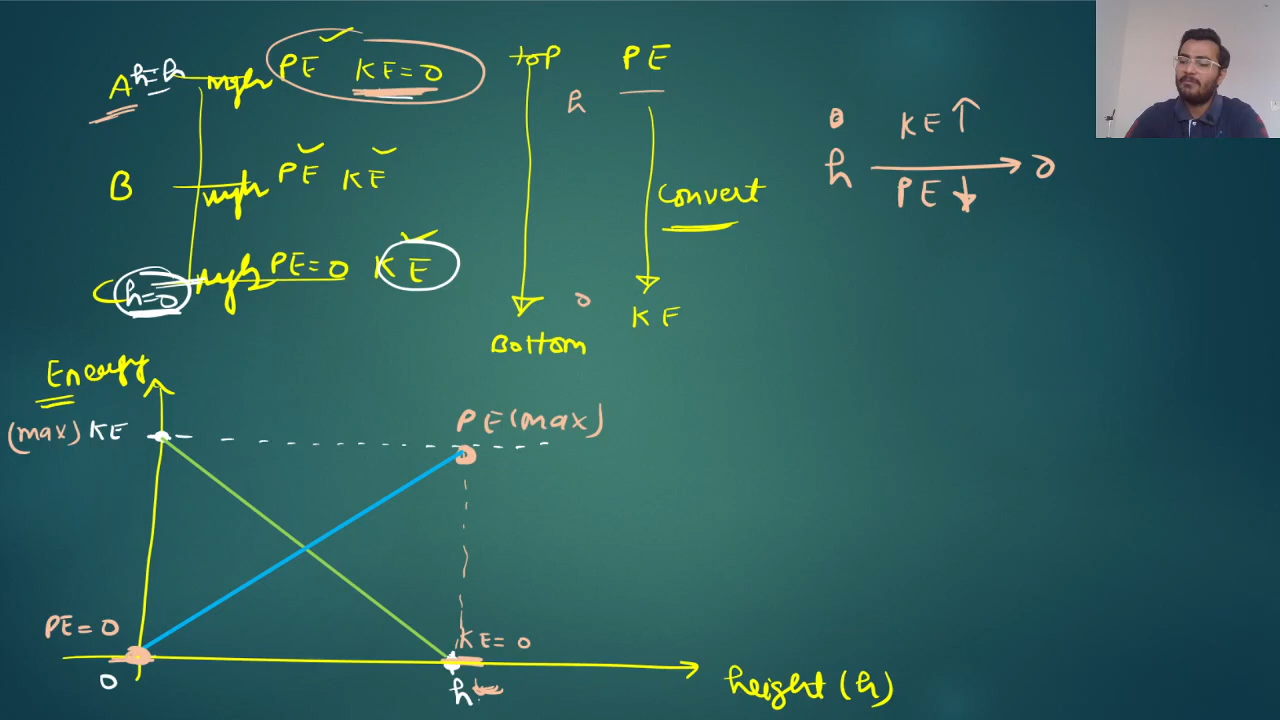 A h=h mgh PE KE=0
B mgh PE KE
C h=0 mgh PE=0 KE
top PE
h
convert
0
Bottom KE
0 KE↑
h → 0
PE↓
Energy
(max) KE
PE(max)
PE=0
KE=0
0
h
height (h)